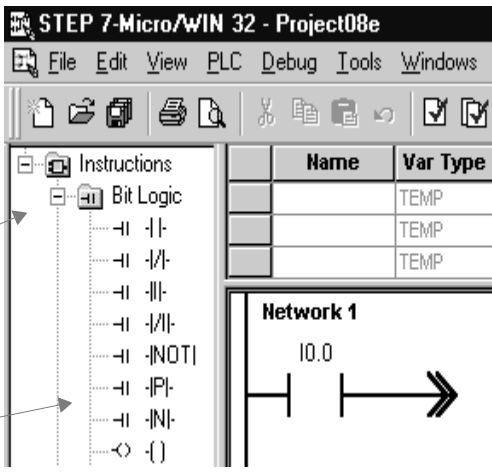 STEP 7-Micro/WIN 32 - Project08e
File Edit View PLC Debug Tools Windows
Instructions
Bit Logic
-| |-
-|/|-
-|I|-
-|/I|-
-|NOT|
-|P|-
-|N|-
-( )
Name Var Type
TEMP
TEMP
TEMP
Network 1
I0.0